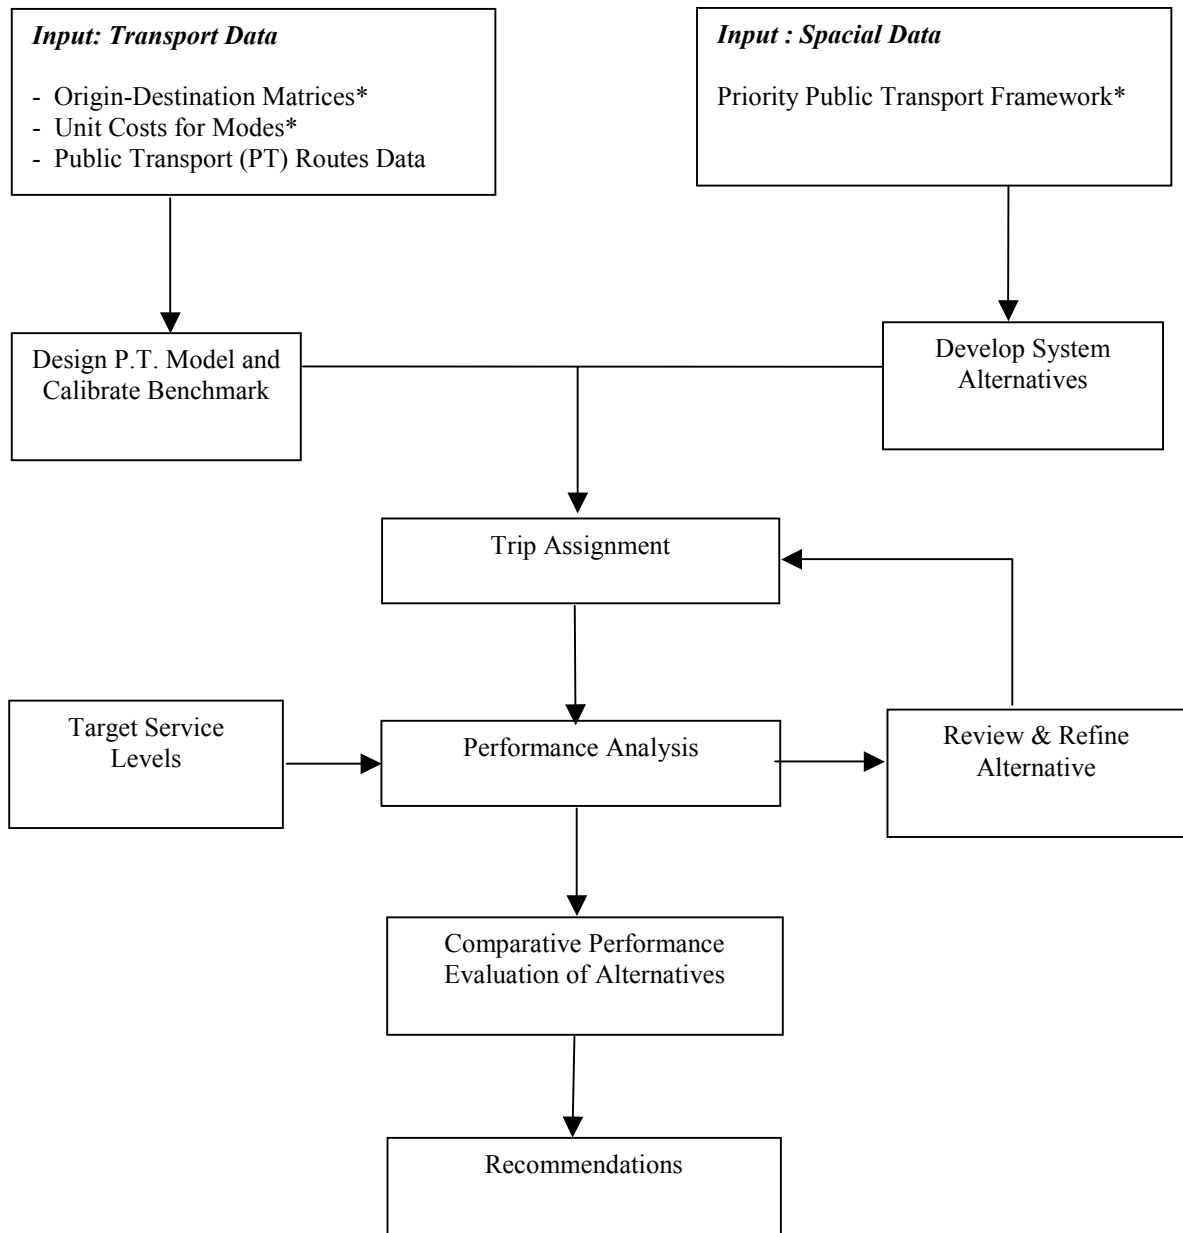 Input: Transport Data
- Origin-Destination Matrices*
- Unit Costs for Modes*
- Public Transport (PT) Routes Data
Input : Spacial Data
Priority Public Transport Framework*
Design P.T. Model and
Calibrate Benchmark
Develop System
Alternatives
Trip Assignment
Target Service
Levels
Performance Analysis
Review & Refine
Alternative
Comparative Performance
Evaluation of Alternatives
Recommendations